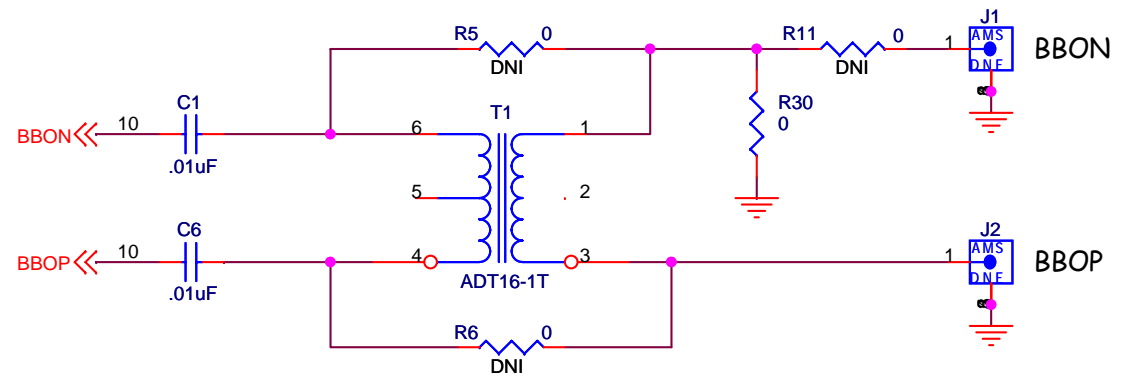 R5 0
DNI
R11 0
DNI
J1
1
AMS
DNF
BBON
R30
0
C1
T1
BBON
10
.01uF
6
1
5
2
C6
BBOP
10
.01uF
4
3
ADT16-1T
J2
1
AMS
DNF
BBOP
R6 0
DNI